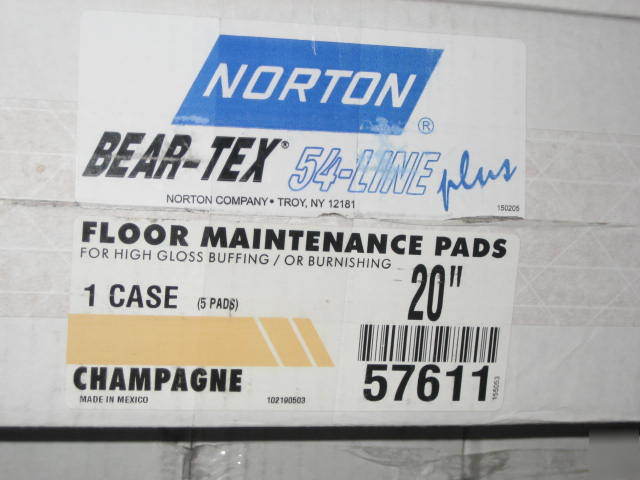 NORTON
®
BEAR-TEX® 54-LINE plus
NORTON COMPANY • TROY, NY 12181
150205
FLOOR MAINTENANCE PADS
FOR HIGH GLOSS BUFFING / OR BURNISHING
1 CASE (5 PADS)
20"
CHAMPAGNE
57611
MADE IN MEXICO
102190503
155053